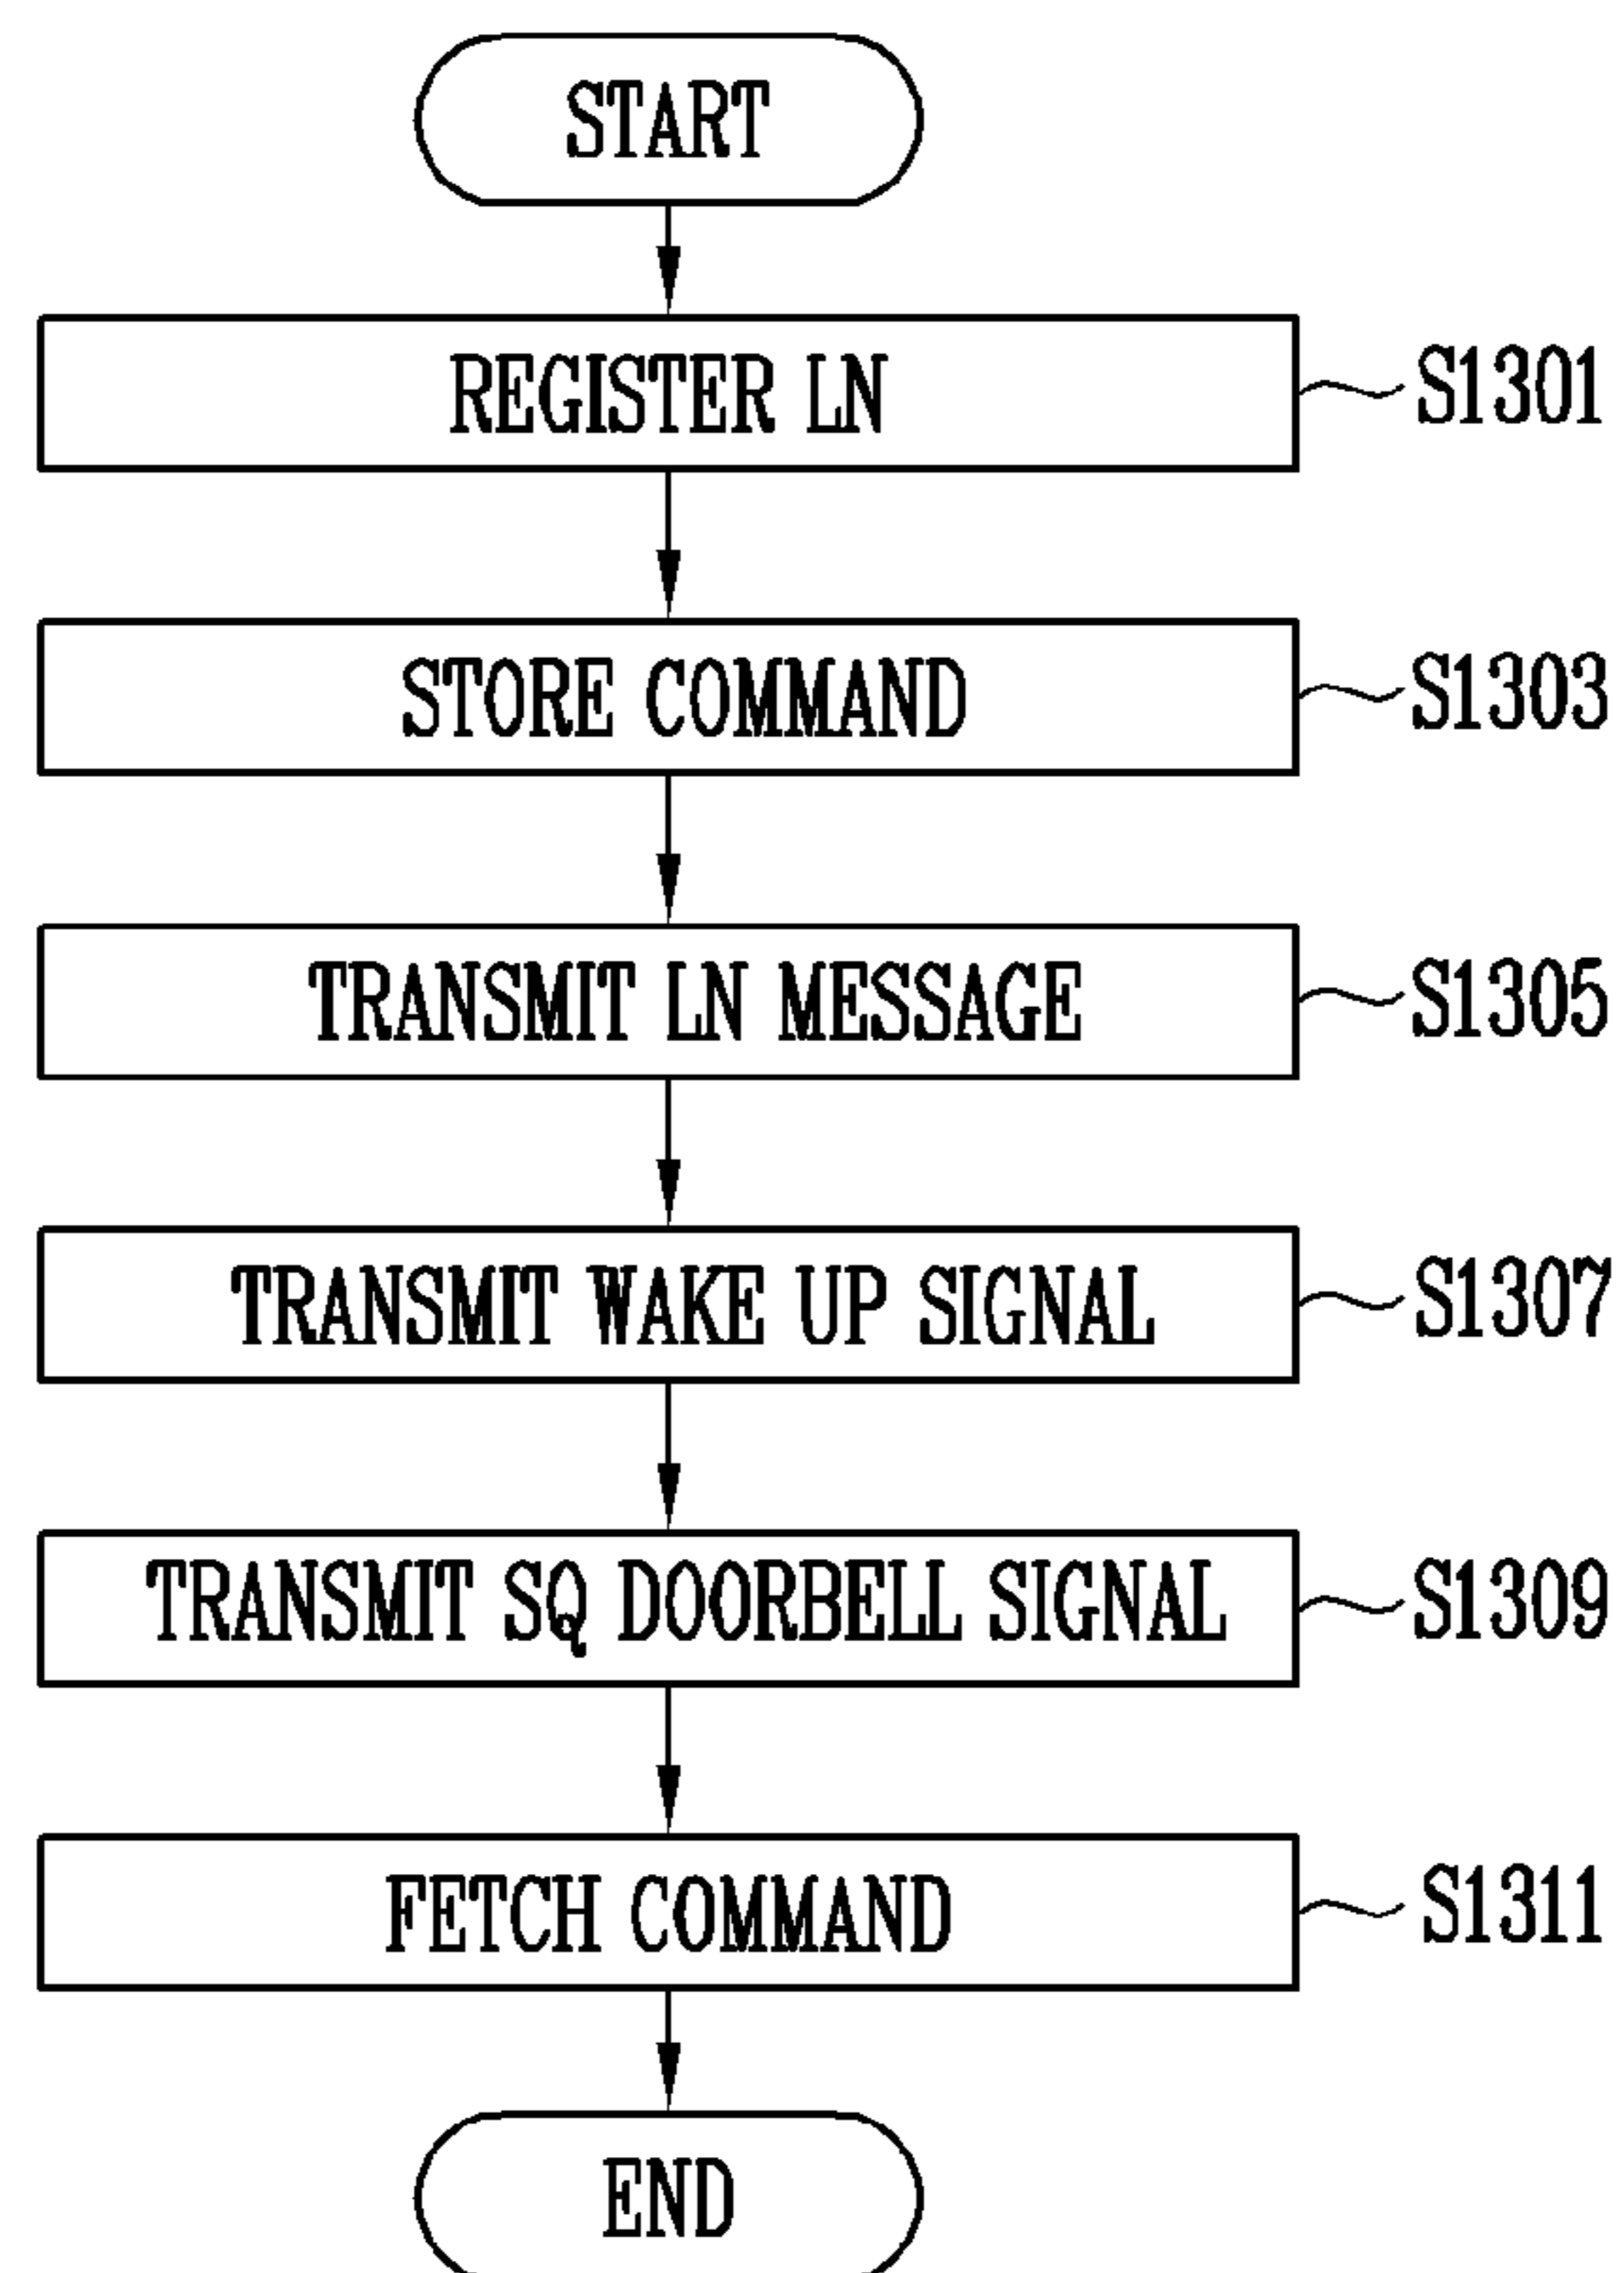 START
REGISTER LN
S1301
STORE COMMAND
S1303
TRANSMIT LN MESSAGE
S1305
TRANSMIT WAKE UP SIGNAL
S1307
TRANSMIT SQ DOORBELL SIGNAL
S1309
FETCH COMMAND
S1311
END